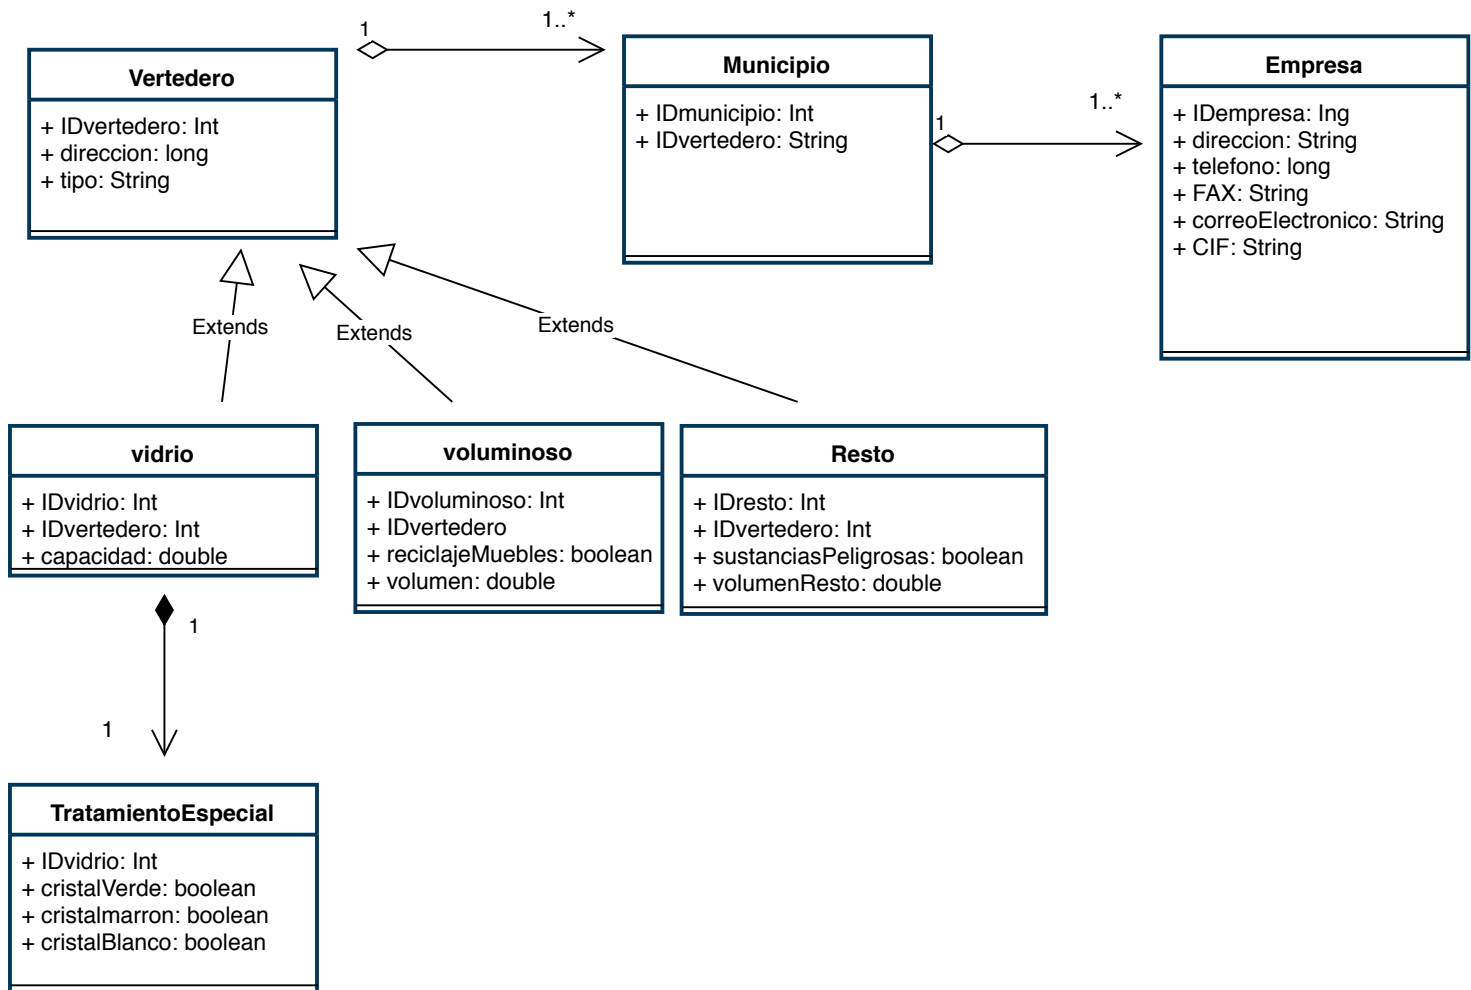 1
1..*
Vertedero
+ IDvertedero: Int
+ direccion: long
+ tipo: String
Municipio
+ IDmunicipio: Int
+ IDvertedero: String
1
1..*
Empresa
+ IDempresa: Ing
+ direccion: String
+ telefono: long
+ FAX: String
+ correoElectronico: String
+ CIF: String
Extends
Extends
Extends
vidrio
+ IDvidrio: Int
+ IDvertedero: Int
+ capacidad: double
voluminoso
+ IDvoluminoso: Int
+ IDvertedero
+ reciclajeMuebles: boolean
+ volumen: double
Resto
+ IDresto: Int
+ IDvertedero: Int
+ sustanciasPeligrosas: boolean
+ volumenResto: double
1
1
TratamientoEspecial
+ IDvidrio: Int
+ cristalVerde: boolean
+ cristalmarron: boolean
+ cristalBlanco: boolean